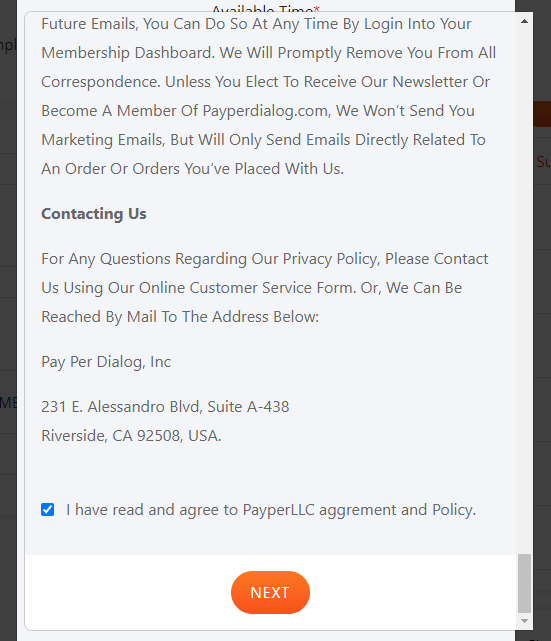 Available Time*
Future Emails, You Can Do So At Any Time By Login Into Your
Membership Dashboard. We Will Promptly Remove You From All
Correspondence. Unless You Elect To Receive Our Newsletter Or
Become A Member Of Payperdialog.com, We Won’t Send You
Marketing Emails, But Will Only Send Emails Directly Related To
An Order Or Orders You’ve Placed With Us.
Contacting Us
For Any Questions Regarding Our Privacy Policy, Please Contact
Us Using Our Online Customer Service Form. Or, We Can Be
Reached By Mail To The Address Below:
Pay Per Dialog, Inc
231 E. Alessandro Blvd, Suite A-438
Riverside, CA 92508, USA.
I have read and agree to PayperLLC aggrement and Policy.
NEXT